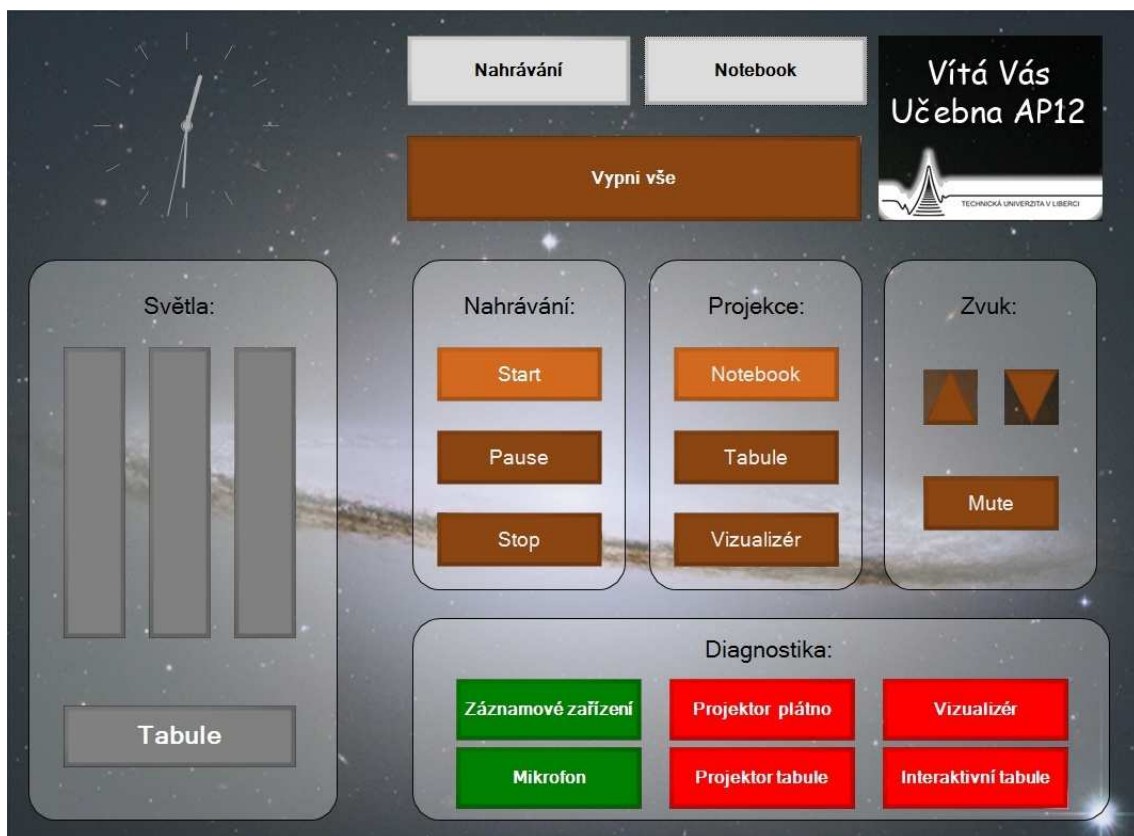 Nahrávání
Notebook
Vítá Vás
Učebna AP12
Vypni vše
TECHNICKÁ UNIVERZITA V LIBERCI
Světla:
Tabule
Nahrávání:
Start
Pause
Stop
Projekce:
Notebook
Tabule
Vizualizér
Zvuk:
Mute
Diagnostika:
Záznamové zařízení
Projektor plátno
Vizualizér
Mikrofon
Projektor tabule
Interaktivní tabule